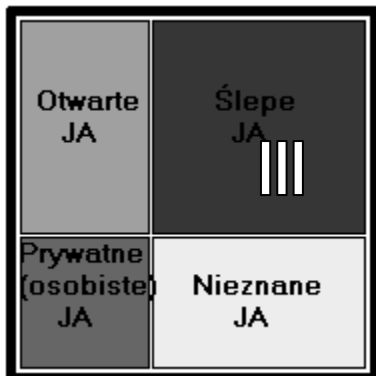 Otwarte
JA
Ślepe
JA
Prywatne
(osobiste)
JA
Nieznane
JA